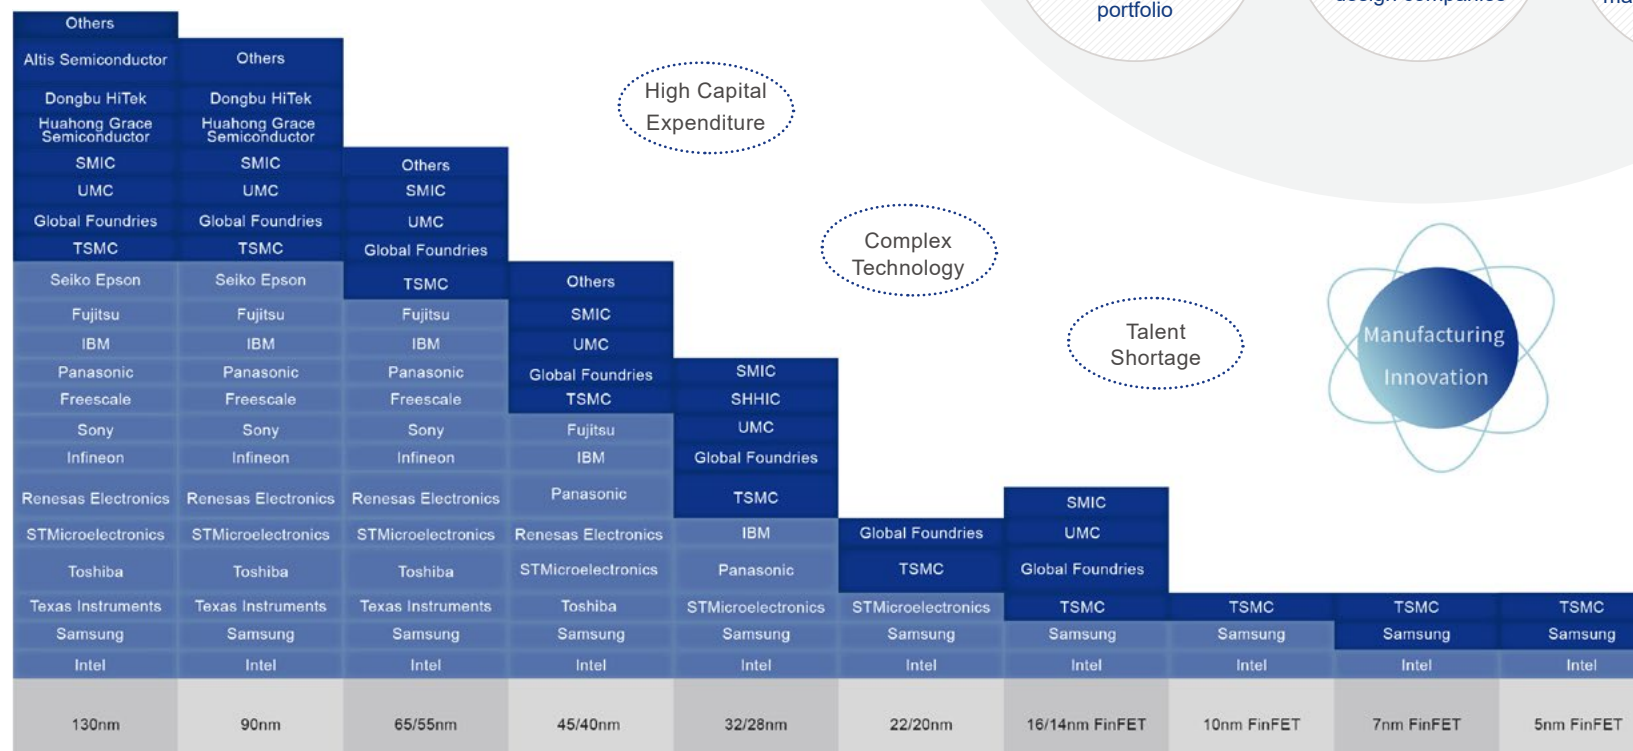 portfolio
design companies
Others
Altis Semiconductor
Dongbu HiTek
Huahong Grace
Semiconductor
SMIC
UMC
Global Foundries
TSMC
Seiko Epson
Fujitsu
IBM
Panasonic
Freescale
Sony
Infineon
Renesas Electronics
STMicroelectronics
Toshiba
Texas Instruments
Samsung
Intel
130nm
Others
Dongbu HiTek
Huahong Grace
Semiconductor
SMIC
UMC
Global Foundries
TSMC
Seiko Epson
Fujitsu
IBM
Panasonic
Freescale
Sony
Infineon
Renesas Electronics
STMicroelectronics
Toshiba
Texas Instruments
Samsung
Intel
90nm
Others
SMIC
UMC
Global Foundries
TSMC
Fujitsu
IBM
Panasonic
Freescale
Sony
Infineon
Renesas Electronics
STMicroelectronics
Toshiba
Texas Instruments
Samsung
Intel
65/55nm
Others
SMIC
UMC
Global Foundries
TSMC
Fujitsu
IBM
Panasonic
Renesas Electronics
STMicroelectronics
Toshiba
Samsung
Intel
45/40nm
SMIC
SHHIC
UMC
Global Foundries
TSMC
IBM
Panasonic
STMicroelectronics
Samsung
Intel
32/28nm
Global Foundries
TSMC
STMicroelectronics
Samsung
Intel
22/20nm
SMIC
UMC
Global Foundries
TSMC
Samsung
Intel
16/14nm FinFET
TSMC
Samsung
Intel
10nm FinFET
TSMC
Samsung
Intel
7nm FinFET
TSMC
Samsung
Intel
5nm FinFET
High Capital
Expenditure
Complex
Technology
Talent
Shortage
Manufacturing
Innovation